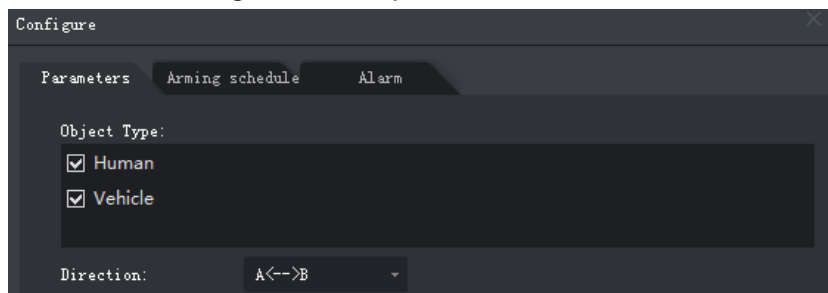 Configure
Parameters Arming schedule Alarm
Object Type:
Human
Vehicle
Direction: A<-->B